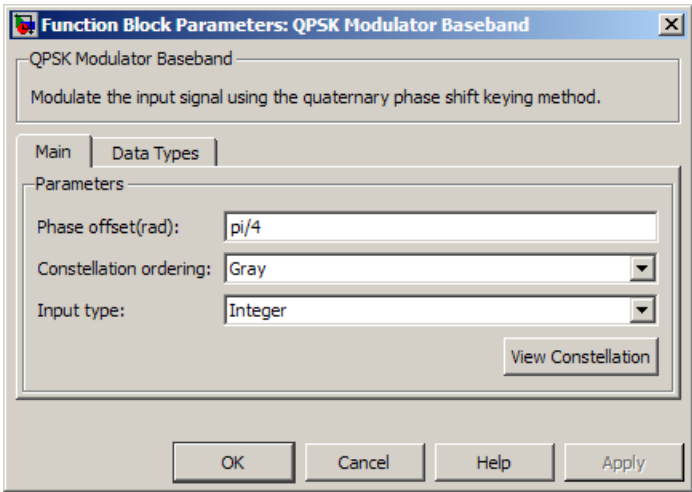 Function Block Parameters: QPSK Modulator Baseband
QPSK Modulator Baseband
Modulate the input signal using the quaternary phase shift keying method.
Main Data Types
Parameters
Phase offset(rad): pi/4
Constellation ordering: Gray
Input type: Integer
View Constellation
OK Cancel Help Apply